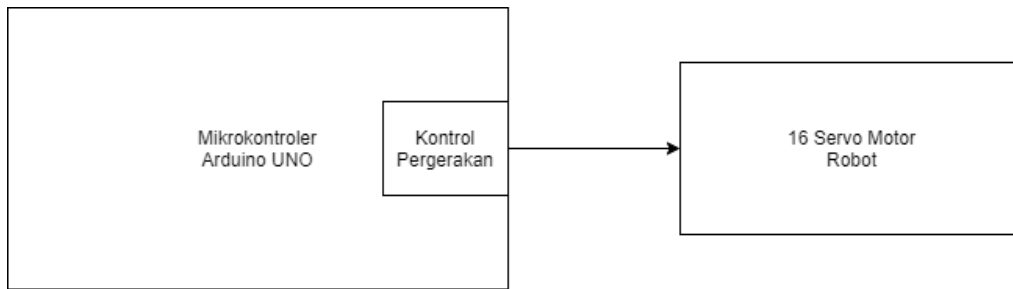 Mikrokontroler
Arduino UNO
Kontrol
Pergerakan
16 Servo Motor
Robot